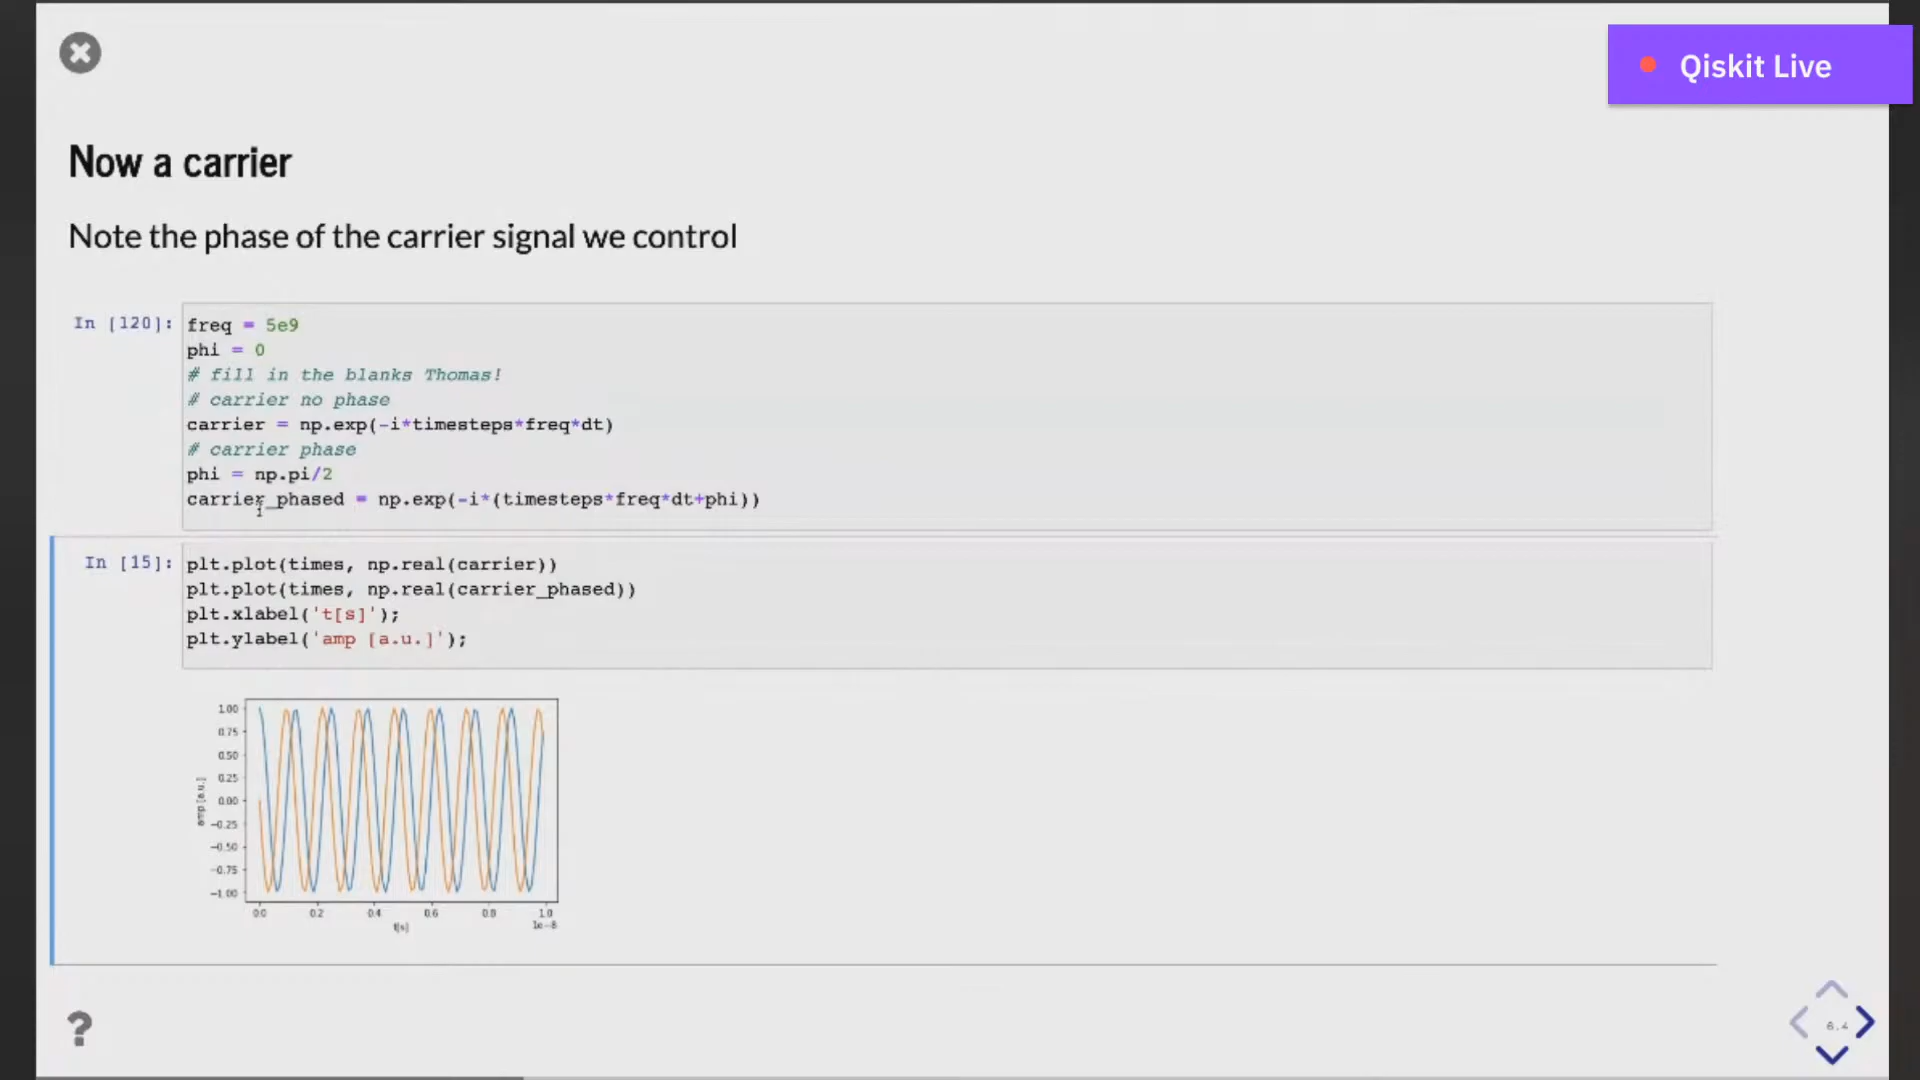 Qiskit Live
Now a carrier
Note the phase of the carrier signal we control
In [120]:
freq = 5e9
phi = 0
# fill in the blanks Thomas!
# carrier no phase
carrier = np.exp(-i*timesteps*freq*dt)
# carrier phase
phi = np.pi/2
carrier_phased = np.exp(-i*(timesteps*freq*dt+phi))
In [15]:
plt.plot(times, np.real(carrier))
plt.plot(times, np.real(carrier_phased))
plt.xlabel('t[s]');
plt.ylabel('amp [a.u.]');
1.00
0.75
0.50
0.25
0.00
−0.25
−0.50
−0.75
−1.00
amp [a.u.]
0.0 0.2 0.4 0.6 0.8 1.0
1e−8
t[s]
?
6.4